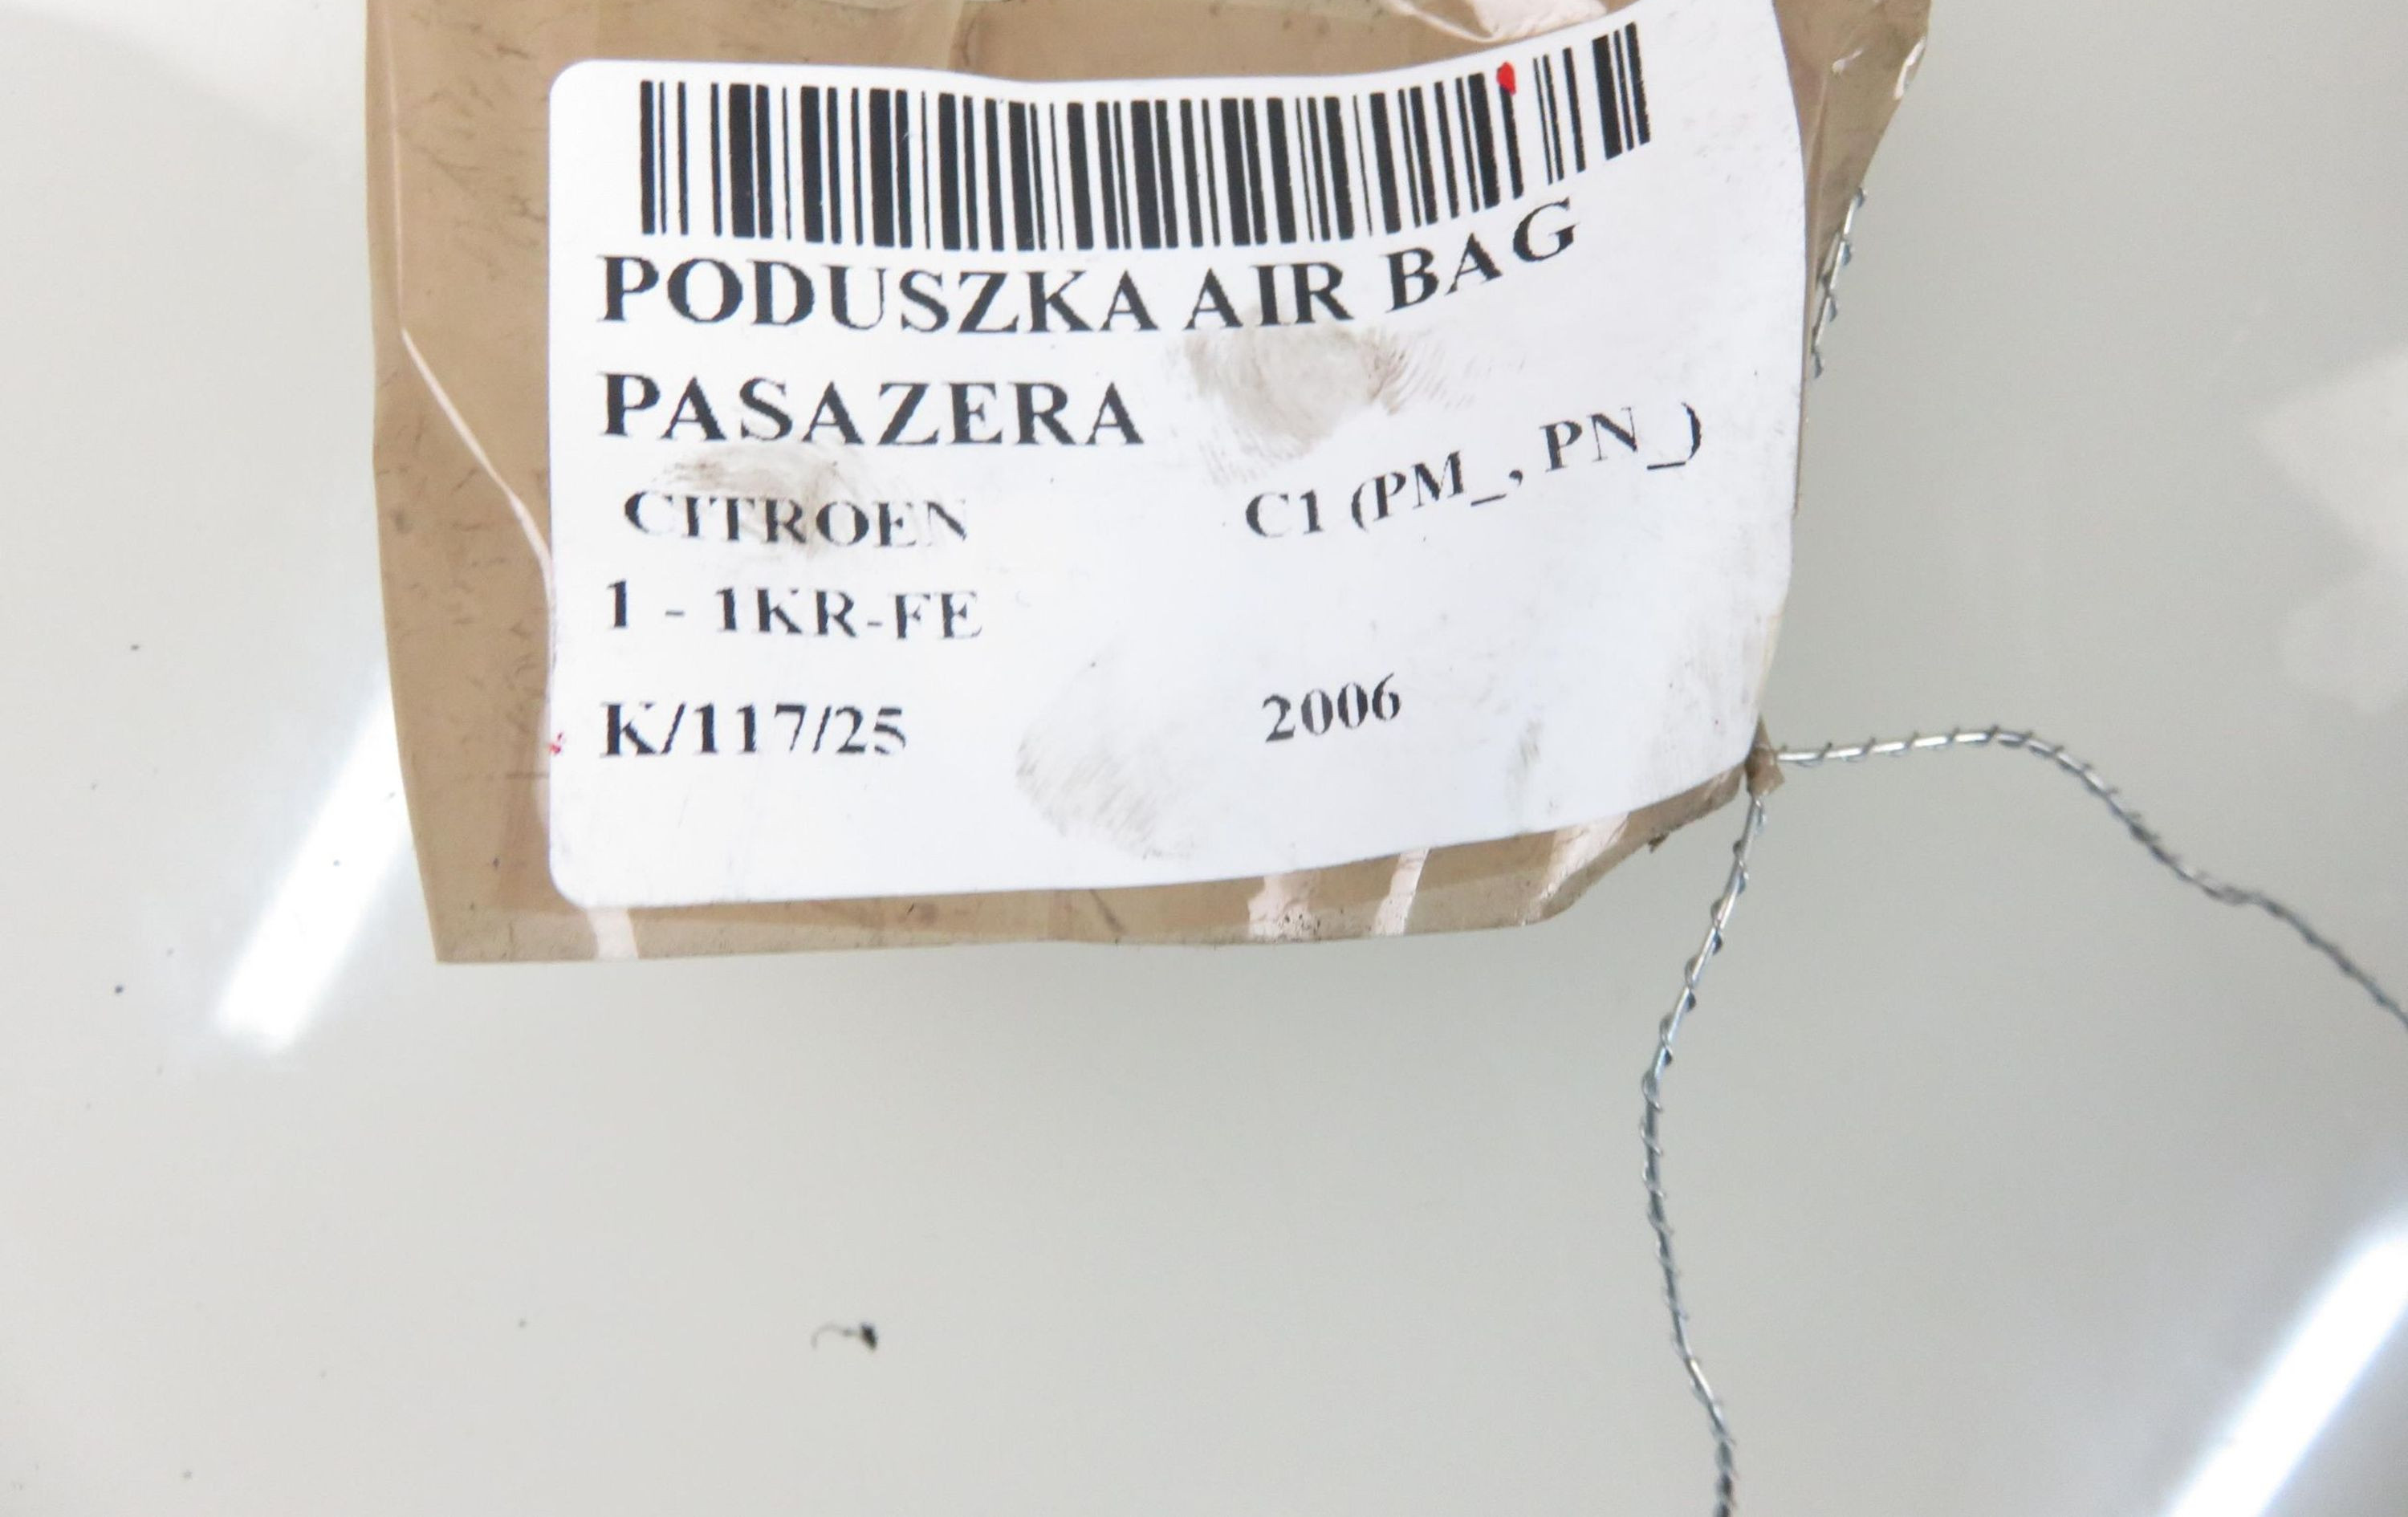 PODUSZKA AIR BAG
PASAZERA
CITROEN C1 (PM_, PN_)
1 - 1KR-FE
K/117/25 2006